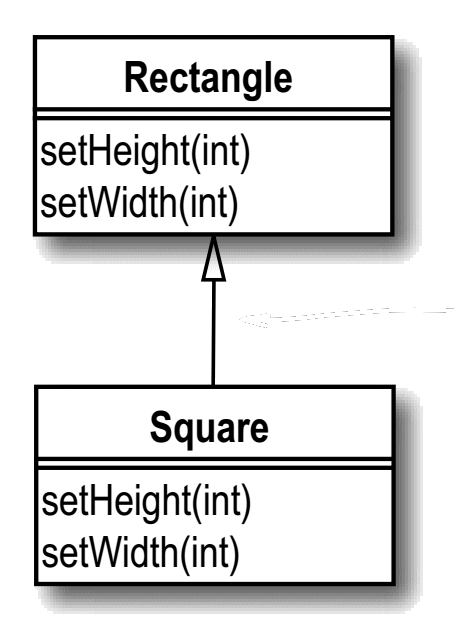 Rectangle
setHeight(int)
setWidth(int)
Square
setHeight(int)
setWidth(int)